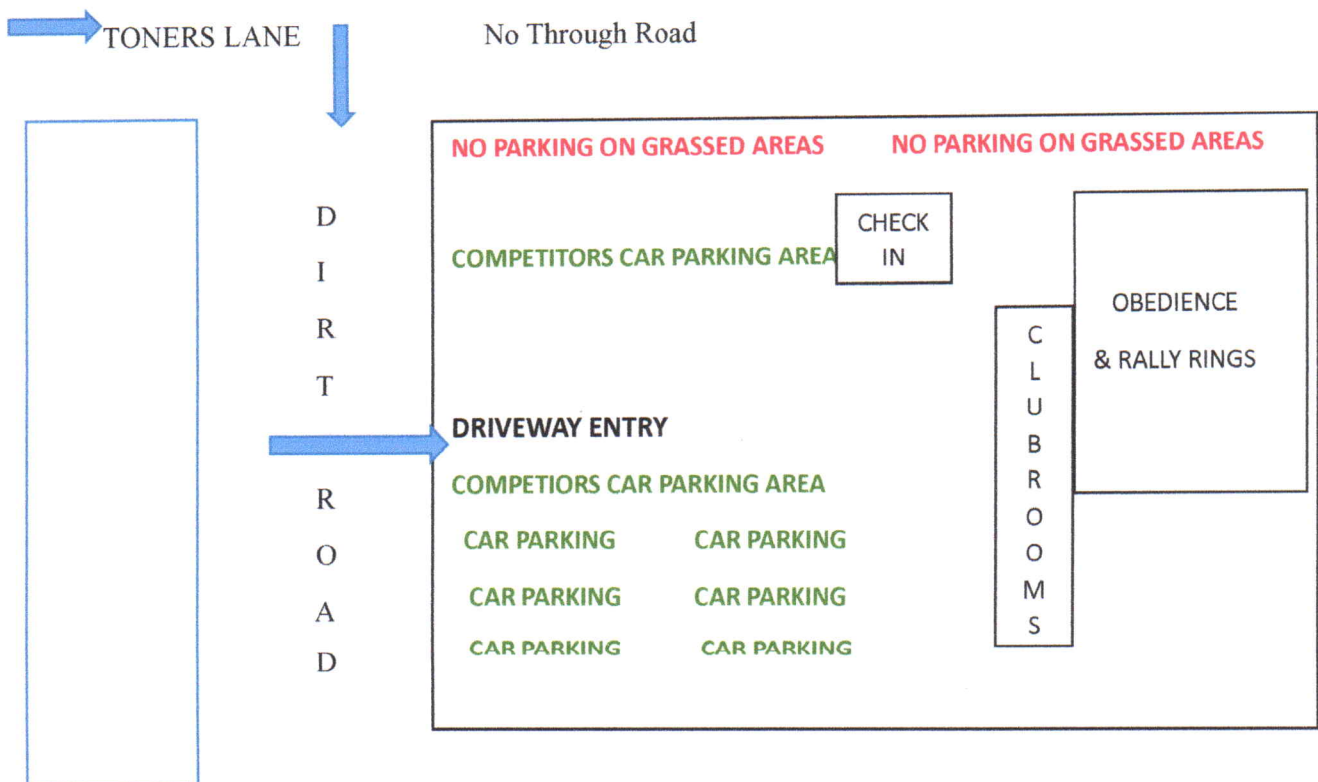 TONERS LANE
No Through Road
NO PARKING ON GRASSED AREAS
NO PARKING ON GRASSED AREAS
D
I
R
T
R
O
A
D
COMPETITORS CAR PARKING AREA
CHECK
IN
OBEDIENCE
& RALLY RINGS
C
L
U
B
R
O
O
M
S
DRIVEWAY ENTRY
COMPETIORS CAR PARKING AREA
CAR PARKING
CAR PARKING
CAR PARKING
CAR PARKING
CAR PARKING
CAR PARKING